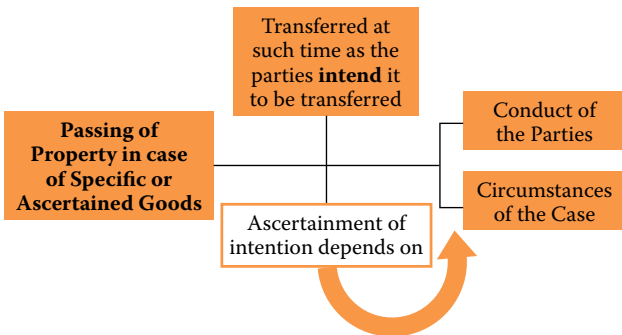 Transferred at
such time as the
parties intend it
to be transferred
Passing of
Property in case
of Specific or
Ascertained Goods
Conduct of
the Parties
Circumstances
of the Case
Ascertainment of
intention depends on